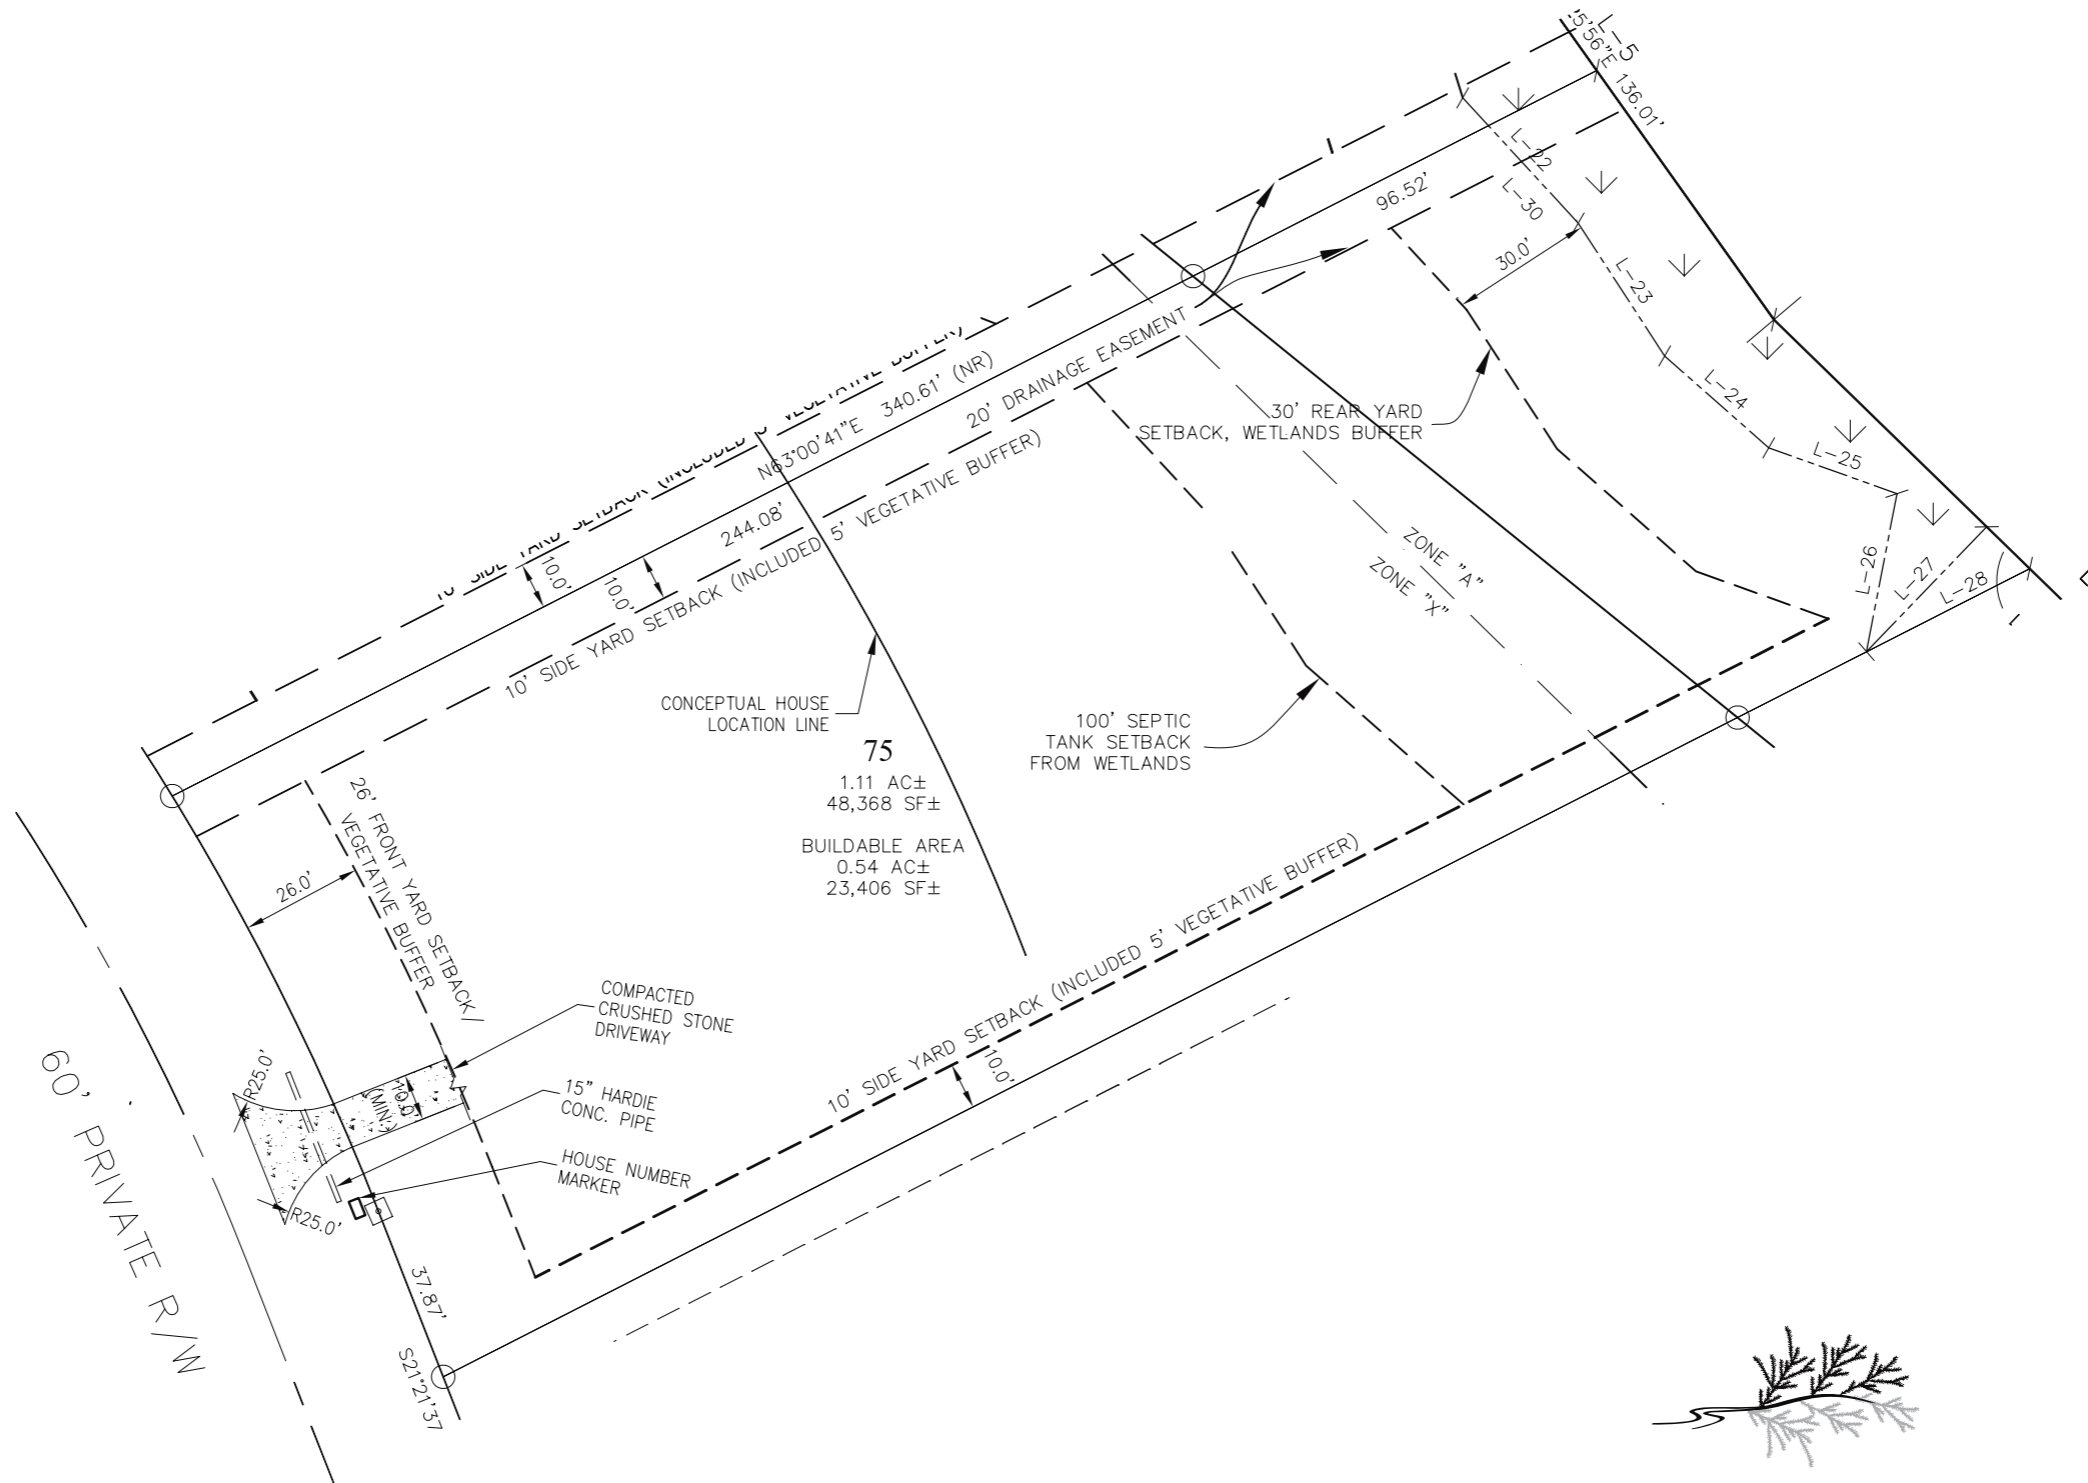 L-5
5'56"E 136.01'
L-22
L-30
96.52'
30.0'
L-23
L-24
L-25
L-26
L-27
L-28
N63°00'41"E 340.61' (NR)
20' DRAINAGE EASEMENT
244.08'
10' SIDE YARD SETBACK (INCLUDED 5' VEGETATIVE BUFFER)
10' SIDE YARD SETBACK (INCLUDED 5' VEGETATIVE BUFFER)
10.0'
10.0'
30' REAR YARD
SETBACK, WETLANDS BUFFER
ZONE "A"
ZONE "X"
CONCEPTUAL HOUSE
LOCATION LINE
75
1.11 AC±
48,368 SF±
BUILDABLE AREA
0.54 AC±
23,406 SF±
100' SEPTIC
TANK SETBACK
FROM WETLANDS
26' FRONT YARD SETBACK/
VEGETATIVE BUFFER
26.0'
COMPACTED
CRUSHED STONE
DRIVEWAY
15" HARDIE
CONC. PIPE
HOUSE NUMBER
MARKER
R25.0'
10.0'
(MIN.)
R25.0'
10' SIDE YARD SETBACK (INCLUDED 5' VEGETATIVE BUFFER)
10.0'
37.87'
S21°21'37
60' PRIVATE R/W